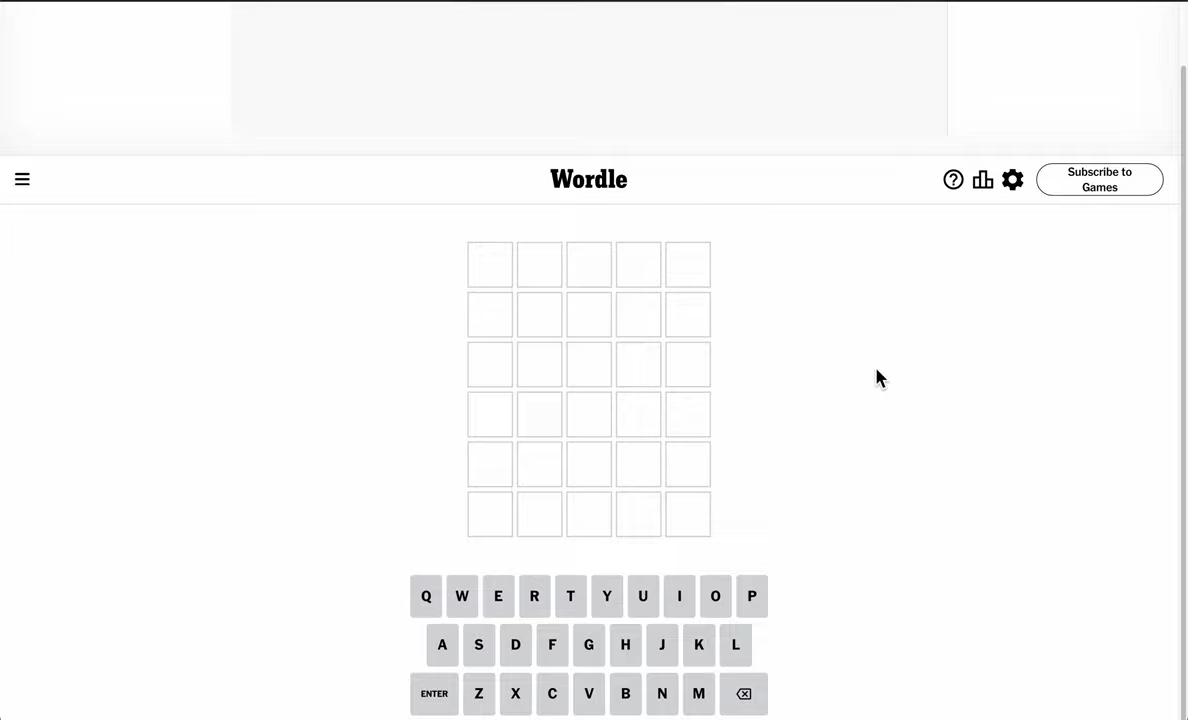 Wordle
Subscribe to
Games
Q W E R T Y U I O P
A S D F G H J K L
ENTER Z X C V B N M